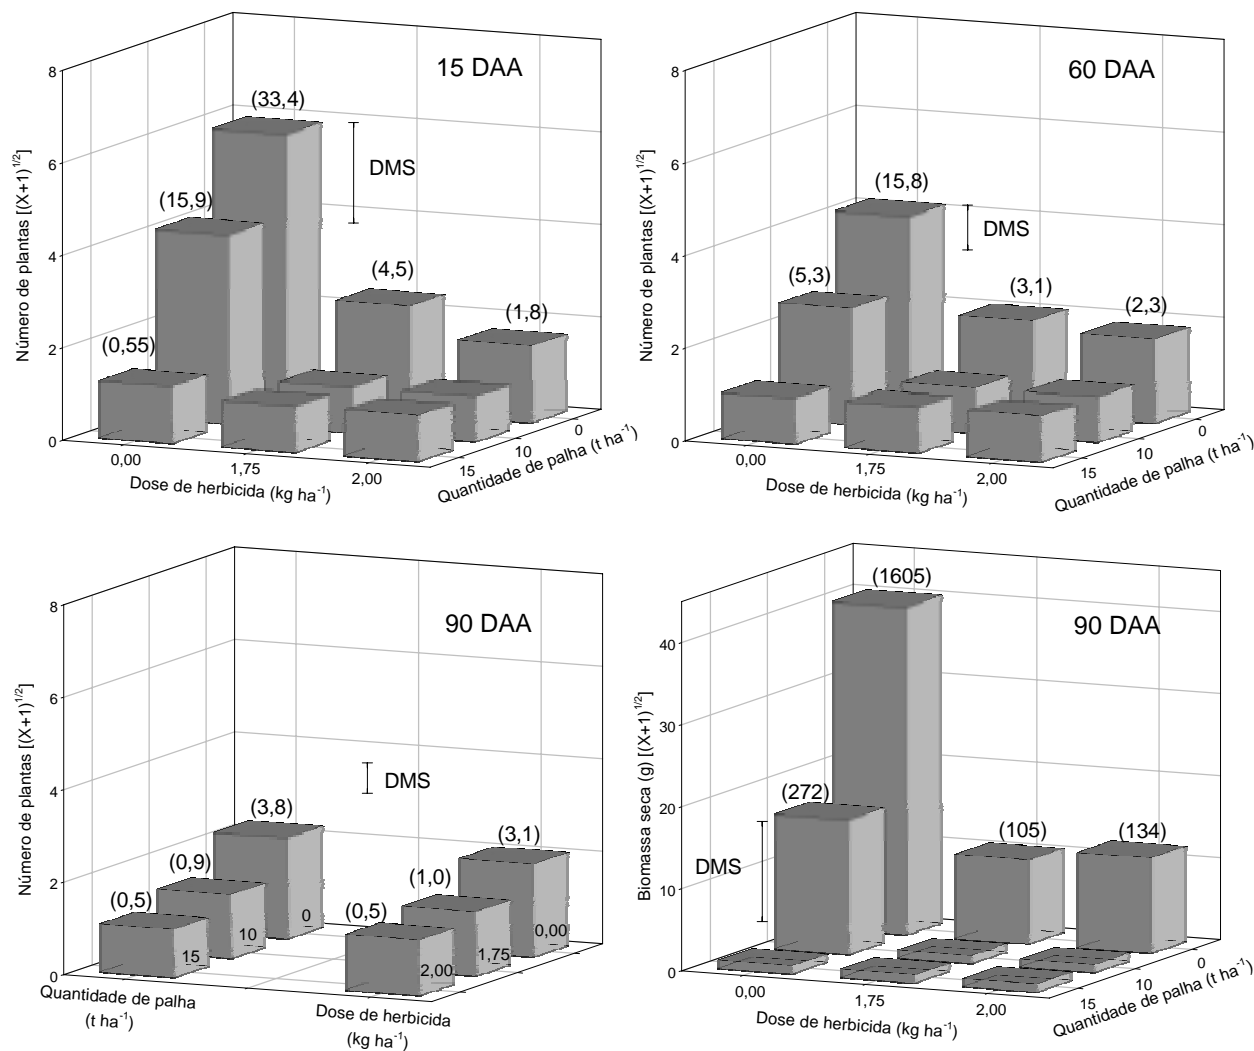 15 DAA
Número de plantas [(X+1)^1/2]
8
6
4
2
0
(33,4)
(15,9)
(0,55)
(4,5)
(1,8)
DMS
0,00
1,75
2,00
Dose de herbicida (kg ha^-1)
15
10
0
Quantidade de palha (t ha^-1)
60 DAA
Número de plantas [(X+1)^1/2]
8
6
4
2
0
(15,8)
(5,3)
(3,1)
(2,3)
DMS
0,00
1,75
2,00
Dose de herbicida (kg ha^-1)
15
10
0
Quantidade de palha (t ha^-1)
90 DAA
Número de plantas [(X+1)^1/2]
8
6
4
2
0
DMS
(3,8)
(0,9)
(0,5)
(3,1)
(1,0)
(0,5)
0
10
15
0,00
1,75
2,00
Quantidade de palha
(t ha^-1)
Dose de herbicida
(kg ha^-1)
90 DAA
Biomassa seca (g) [(X+1)^1/2]
40
30
20
10
0
(1605)
(272)
(105)
(134)
DMS
0,00
1,75
2,00
Dose de herbicida (kg ha^-1)
15
10
0
Quantidade de palha (t ha^-1)